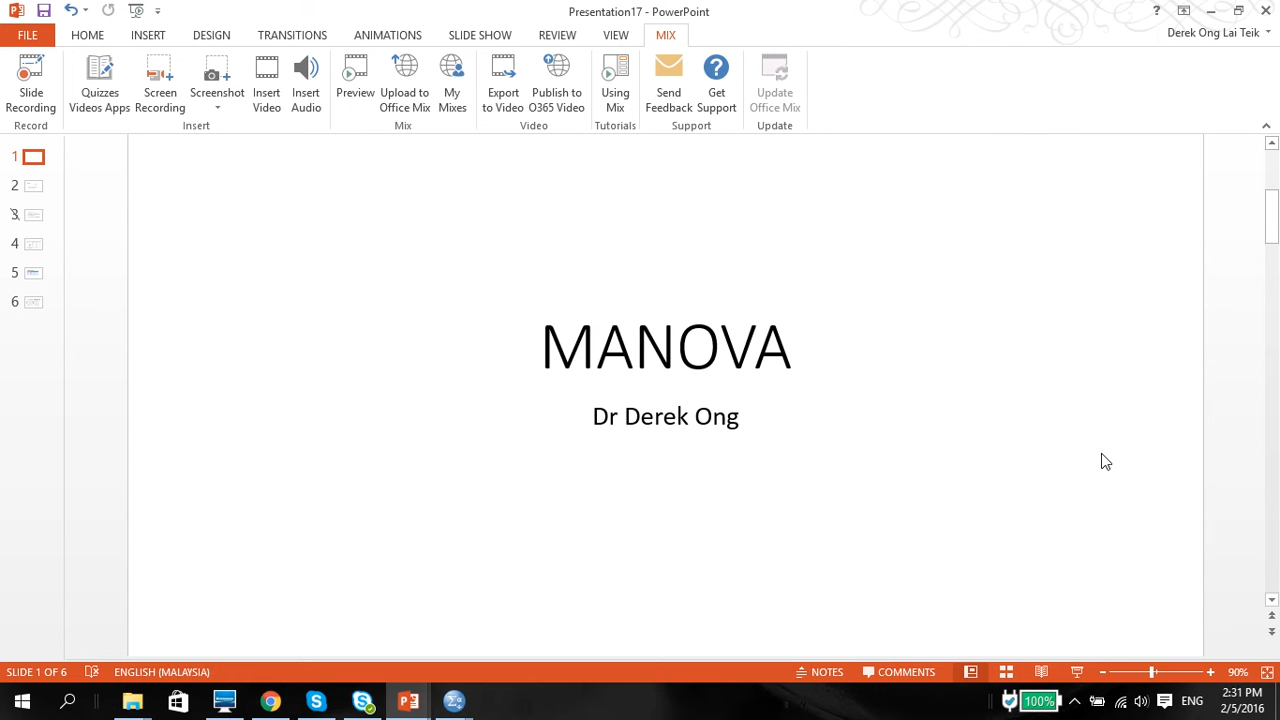 Presentation17 - PowerPoint
?
FILE HOME INSERT DESIGN TRANSITIONS ANIMATIONS SLIDE SHOW REVIEW VIEW MIX
Derek Ong Lai Teik
Slide Recording
Quizzes Videos Apps
Screen Recording
Screenshot
Insert Video
Insert Audio
Preview
Upload to Office Mix
My Mixes
Export to Video
Publish to O365 Video
Using Mix
Send Feedback
Get Support
Update Office Mix
Record Insert Mix Video Tutorials Support Update
1
2
3
4
5
6
MANOVA
Dr Derek Ong
SLIDE 1 OF 6 ENGLISH (MALAYSIA) NOTES COMMENTS 90%
100% ENG 2:31 PM
2/5/2016